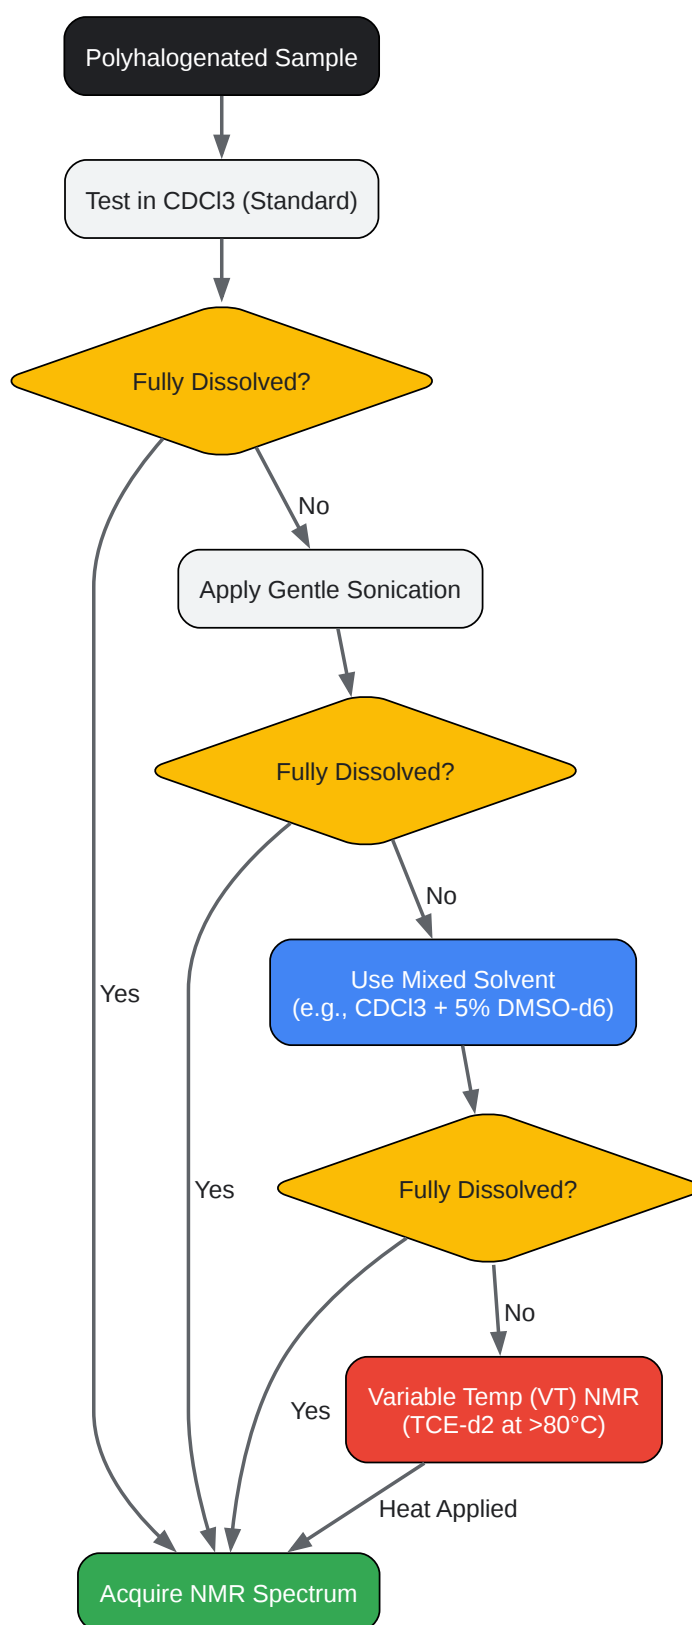 Polyhalogenated Sample
Test in CDCl3 (Standard)
Fully Dissolved?
No
Apply Gentle Sonication
Fully Dissolved?
No
Use Mixed Solvent
(e.g., CDCl3 + 5% DMSO-d6)
Yes
Yes
Fully Dissolved?
No
Variable Temp (VT) NMR
(TCE-d2 at >80°C)
Yes
Heat Applied
Acquire NMR Spectrum